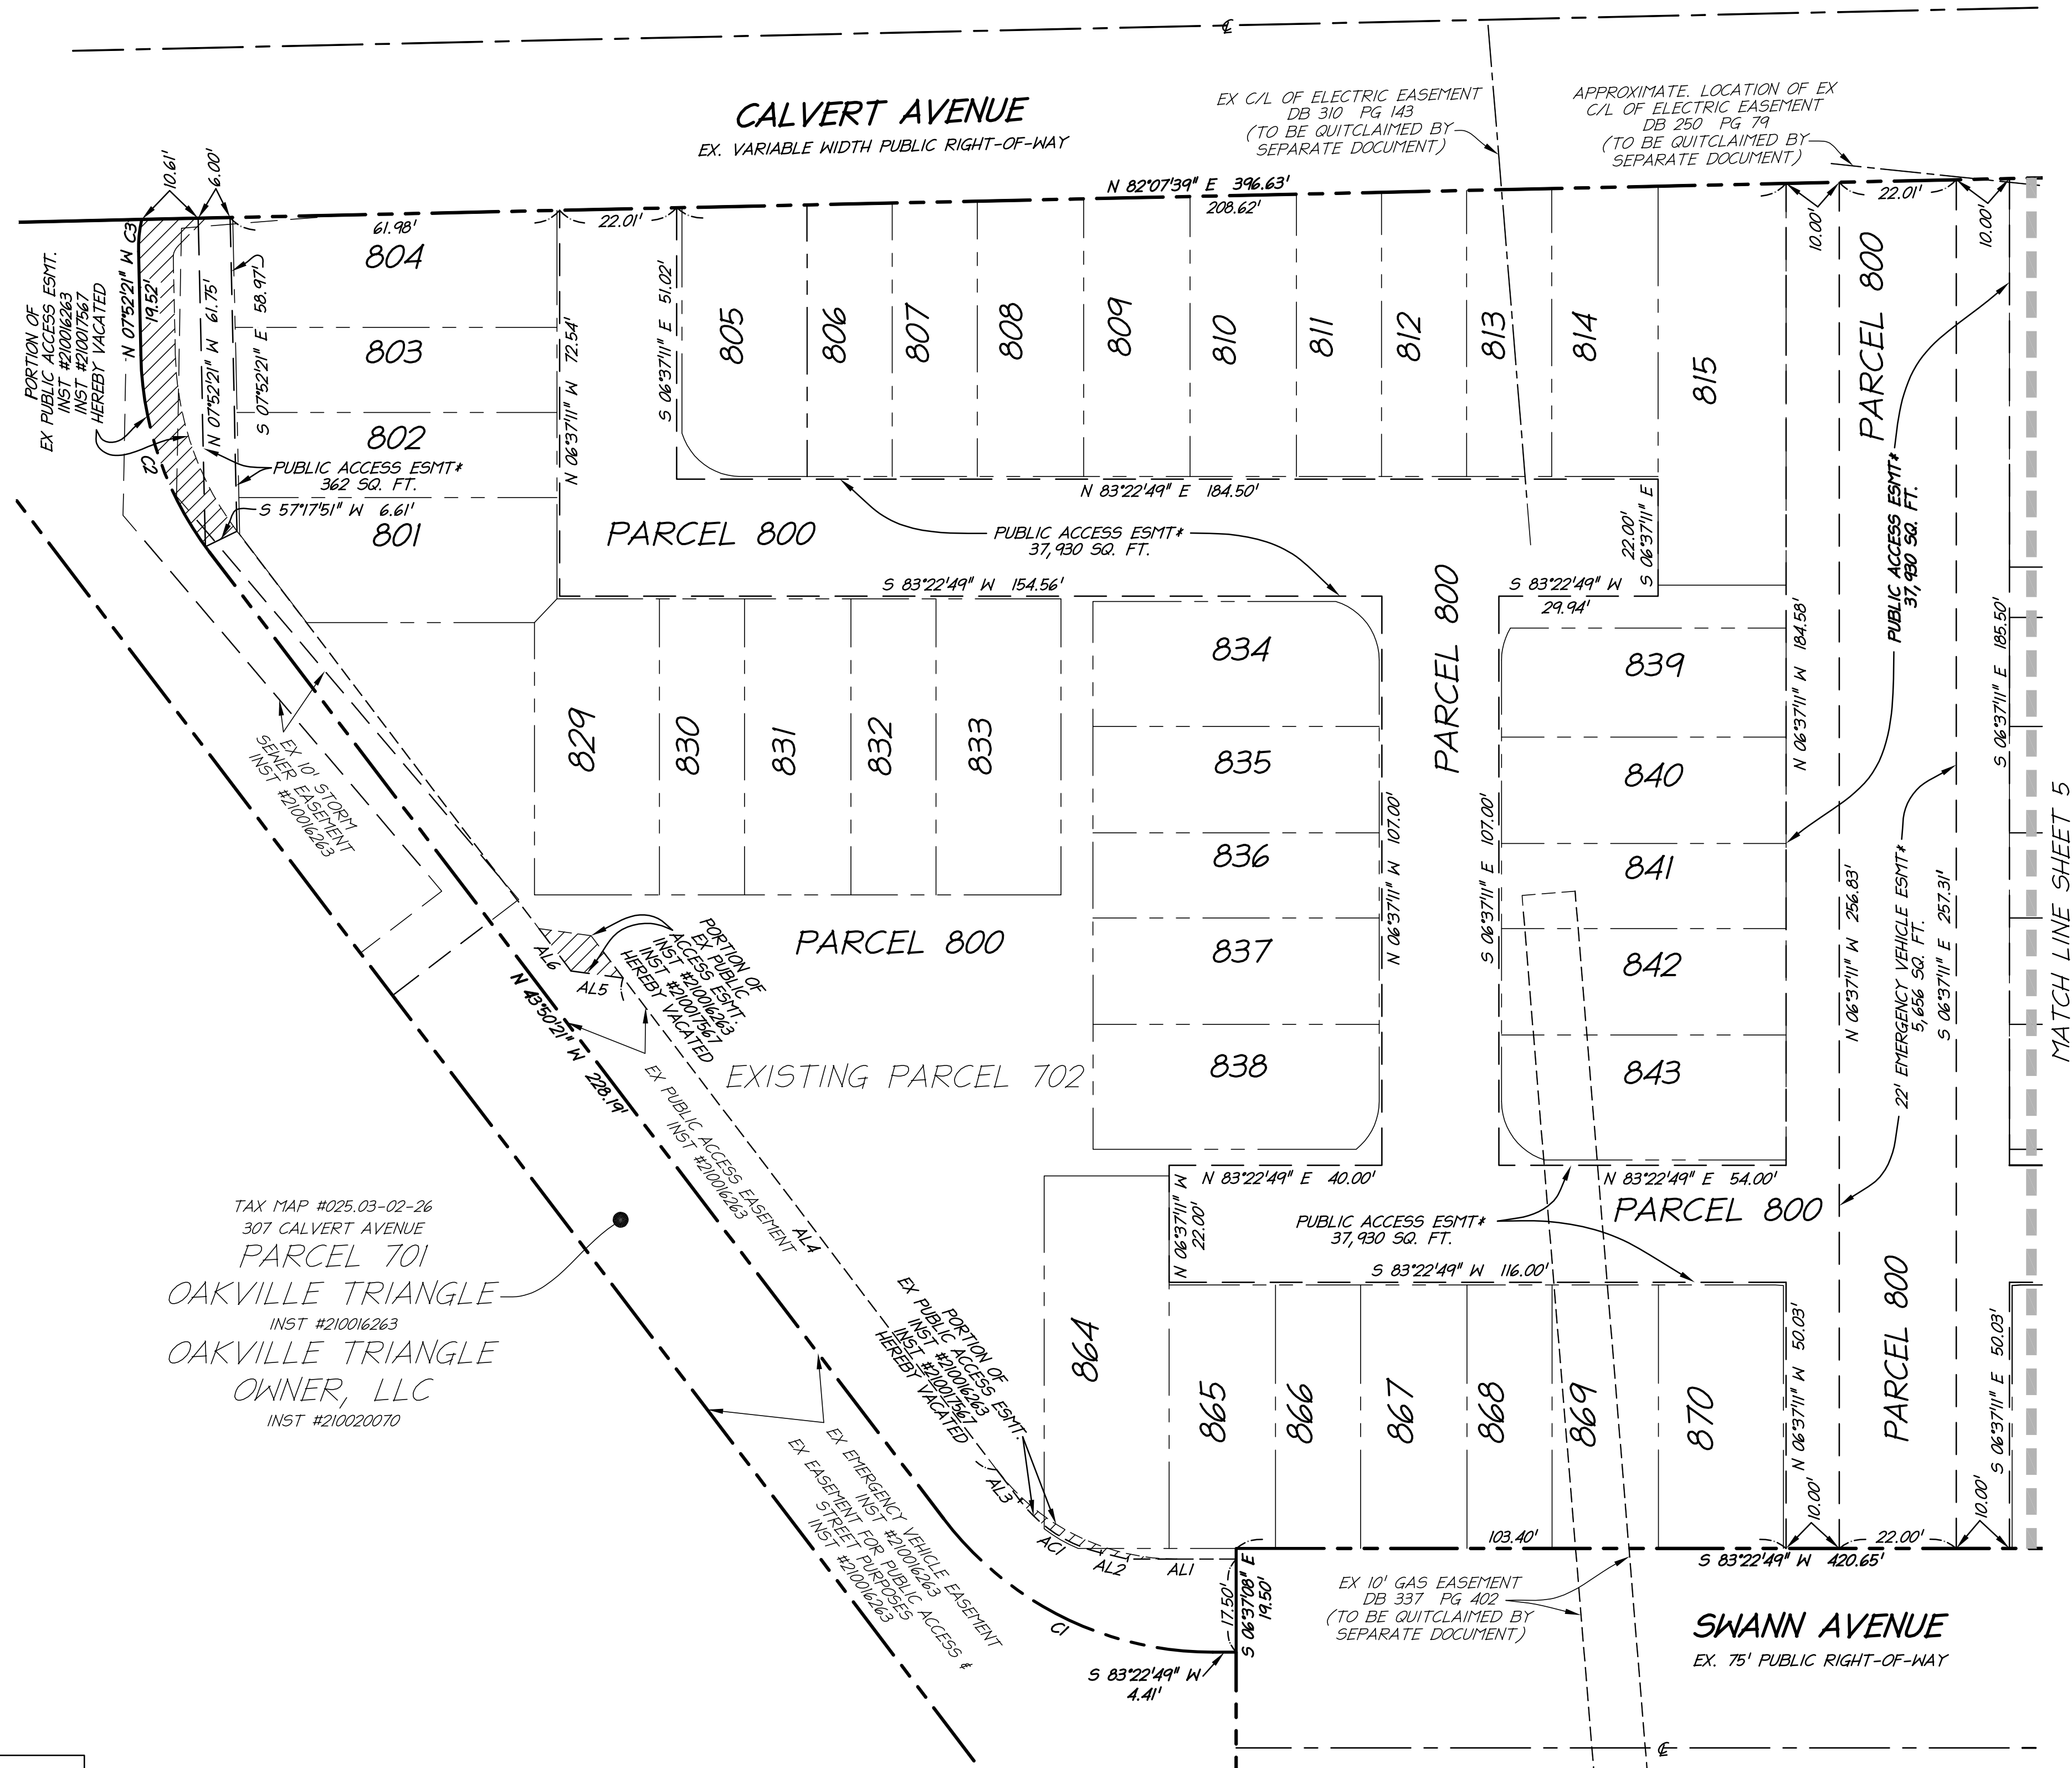 ℄
CALVERT AVENUE
EX. VARIABLE WIDTH PUBLIC RIGHT-OF-WAY
EX C/L OF ELECTRIC EASEMENT
DB 310 PG 143
(TO BE QUITCLAIMED BY
SEPARATE DOCUMENT)
APPROXIMATE. LOCATION OF EX
C/L OF ELECTRIC EASEMENT
DB 250 PG 79
(TO BE QUITCLAIMED BY
SEPARATE DOCUMENT)
10.61'
6.00'
N 82°07'39" E 396.63'
61.98'
22.01'
208.62'
10.00'
22.01'
10.00'
PORTION OF
EX PUBLIC ACCESS ESMT.
INST #210016263
INST #210017567
HEREBY VACATED
N 07°52'21" W
19.52'
C3
C2
N 07°52'21" W 61.75'
S 07°52'21" E 58.97'
804
803
802
801
PUBLIC ACCESS ESMT*
362 SQ. FT.
S 57°17'51" W 6.61'
N 06°37'11" W 72.54'
S 06°37'11" E 51.02'
805
806
807
808
809
810
811
812
813
814
815
PARCEL 800
N 83°22'49" E 184.50'
PARCEL 800
PUBLIC ACCESS ESMT*
37,930 SQ. FT.
22.00'
S 06°37'11" E
S 83°22'49" W 154.56'
S 83°22'49" W
29.94'
PARCEL 800
PUBLIC ACCESS ESMT*
37,930 SQ. FT.
N 06°37'11" W 184.58'
S 06°37'11" E 185.50'
829
830
831
832
833
834
835
836
837
838
839
840
841
842
843
N 06°37'11" W 107.00'
S 06°37'11" E 107.00'
N 06°37'11" W 256.83'
22' EMERGENCY VEHICLE ESMT*
5,656 SQ. FT.
S 06°37'11" E 257.31'
MATCH LINE SHEET 5
EX 10' STORM
SEWER EASEMENT
INST #210016263
PARCEL 800
AL6
AL5
PORTION OF
EX PUBLIC
ACCESS ESMT.
INST #210016263
INST #210017567
HEREBY VACATED
N 43°50'21" W 228.19'
EXISTING PARCEL 702
EX PUBLIC ACCESS EASEMENT
INST #210016263
AL4
TAX MAP #025.03-02-26
307 CALVERT AVENUE
PARCEL 701
OAKVILLE TRIANGLE
INST #210016263
OAKVILLE TRIANGLE
OWNER, LLC
INST #210020070
N 83°22'49" E 40.00'
N 06°37'11" W
22.00'
N 83°22'49" E 54.00'
PARCEL 800
PUBLIC ACCESS ESMT*
37,930 SQ. FT.
S 83°22'49" W 116.00'
PARCEL 800
PORTION OF
EX PUBLIC ACCESS ESMT.
INST #210016263
INST #210017567
HEREBY VACATED
864
865
866
867
868
869
870
N 06°37'11" W 50.03'
S 06°37'11" E 50.03'
10.00'
10.00'
AL3
AC1
AL2
AL1
103.40'
22.00'
S 83°22'49" W 420.65'
EX EMERGENCY VEHICLE EASEMENT
INST #210016263
EX EASEMENT FOR PUBLIC ACCESS &
STREET PURPOSES
INST #210016263
C1
17.50'
S 06°37'08" E
19.50'
S 83°22'49" W
4.41'
EX 10' GAS EASEMENT
DB 337 PG 402
(TO BE QUITCLAIMED BY
SEPARATE DOCUMENT)
SWANN AVENUE
EX. 75' PUBLIC RIGHT-OF-WAY
℄